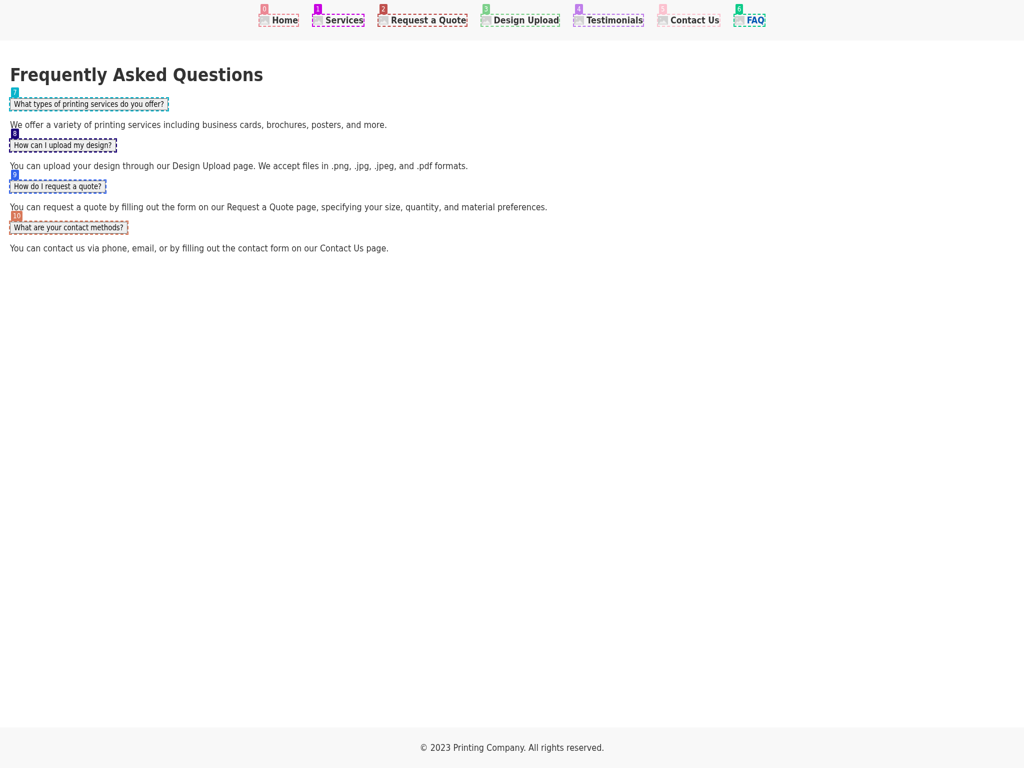 0 1 2 3 4 5 6
Home Services Request a Quote Design Upload Testimonials Contact Us FAQ
Frequently Asked Questions
7
What types of printing services do you offer?
We offer a variety of printing services including business cards, brochures, posters, and more.
8
How can I upload my design?
You can upload your design through our Design Upload page. We accept files in .png, .jpg, .jpeg, and .pdf formats.
9
How do I request a quote?
You can request a quote by filling out the form on our Request a Quote page, specifying your size, quantity, and material preferences.
10
What are your contact methods?
You can contact us via phone, email, or by filling out the contact form on our Contact Us page.
© 2023 Printing Company. All rights reserved.